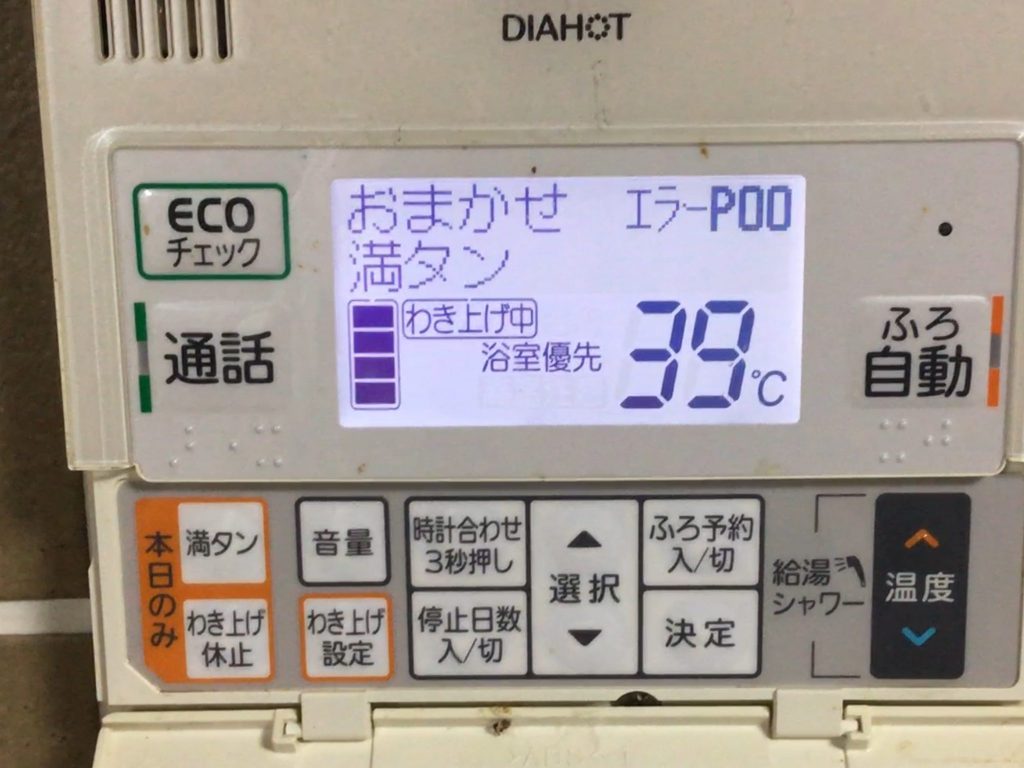 DIAHOT
ECO
チェック
おまかせ エラーP00
満タン
わき上げ中
浴室優先
39℃
通話
ふろ
自動
本日のみ
満タン
わき上げ
休止
音量
わき上げ
設定
時計合わせ
3秒押し
停止日数
入/切
選択
ふろ予約
入/切
決定
給湯
シャワー
温度